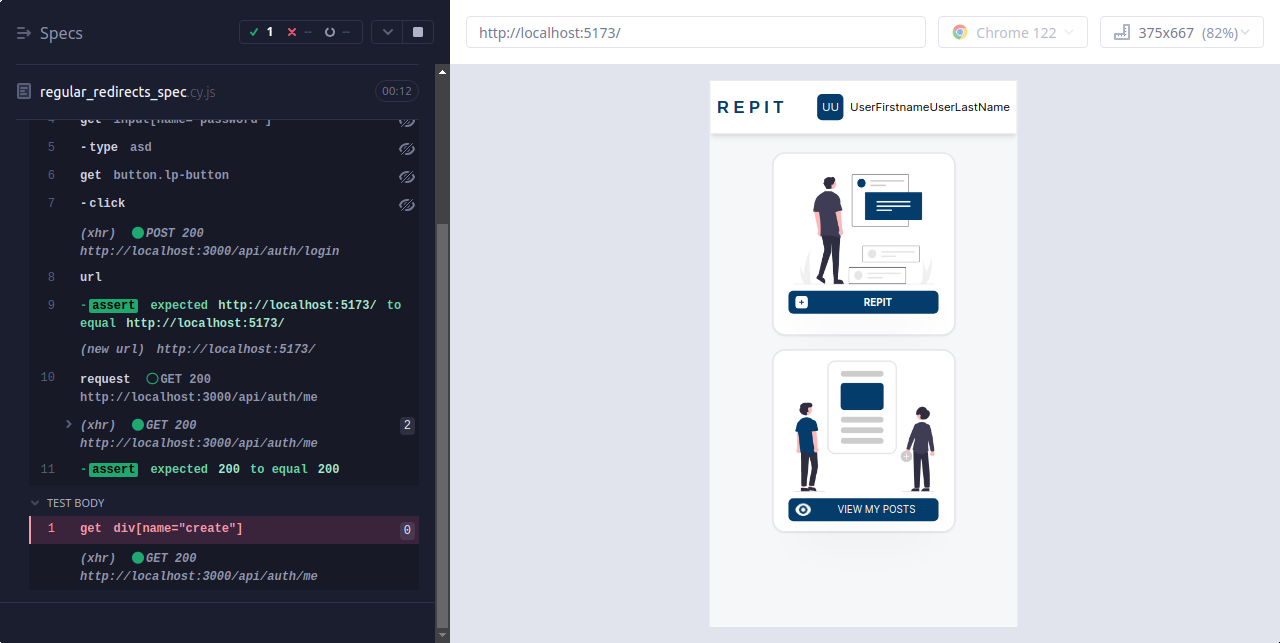 Specs
1 -- --
http://localhost:5173/
Chrome 122
375x667 (82%)
regular_redirects_spec.cy.js
00:12
4 get input[name="password"]
5 -type asd
6 get button.lp-button
7 -click
(xhr) POST 200
http://localhost:3000/api/auth/login
8 url
9 -assert expected http://localhost:5173/ to
equal http://localhost:5173/
(new url) http://localhost:5173/
10 request GET 200
http://localhost:3000/api/auth/me
(xhr) GET 200 2
http://localhost:3000/api/auth/me
11 -assert expected 200 to equal 200
TEST BODY
1 get div[name="create"] 0
(xhr) GET 200
http://localhost:3000/api/auth/me
REPIT
UU UserFirstnameUserLastName
REPIT
VIEW MY POSTS